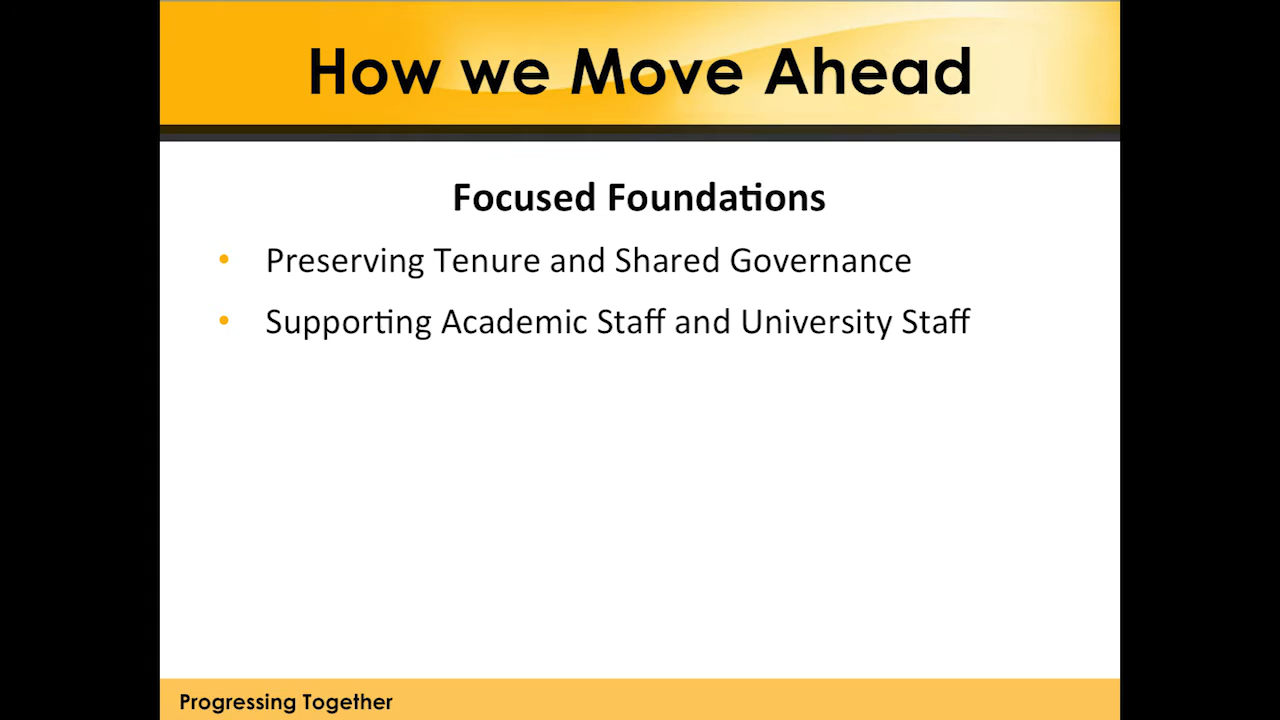 How we Move Ahead
Focused Foundations
• Preserving Tenure and Shared Governance
• Supporting Academic Staff and University Staff
Progressing Together